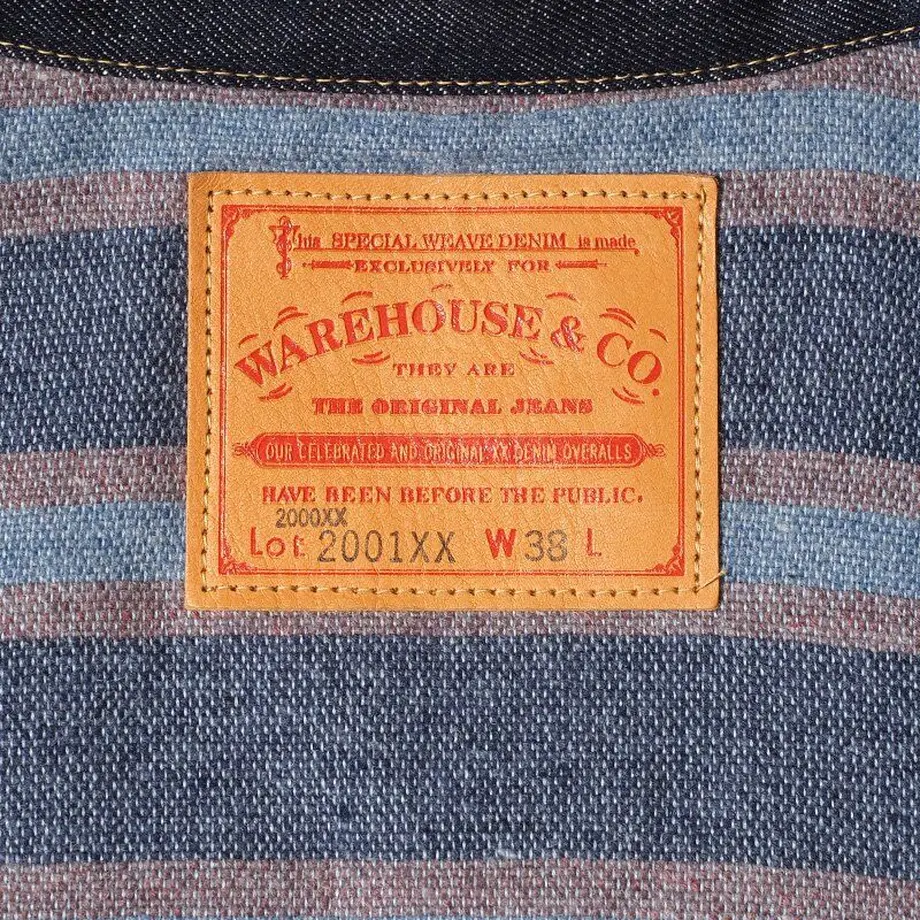 This SPECIAL WEAVE DENIM is made
EXCLUSIVELY FOR
WAREHOUSE & CO.
THEY ARE
THE ORIGINAL JEANS
OUR CELEBRATED AND ORIGINAL XX DENIM OVERALLS
HAVE BEEN BEFORE THE PUBLIC.
2000XX
Lot 2001XX W 38 L